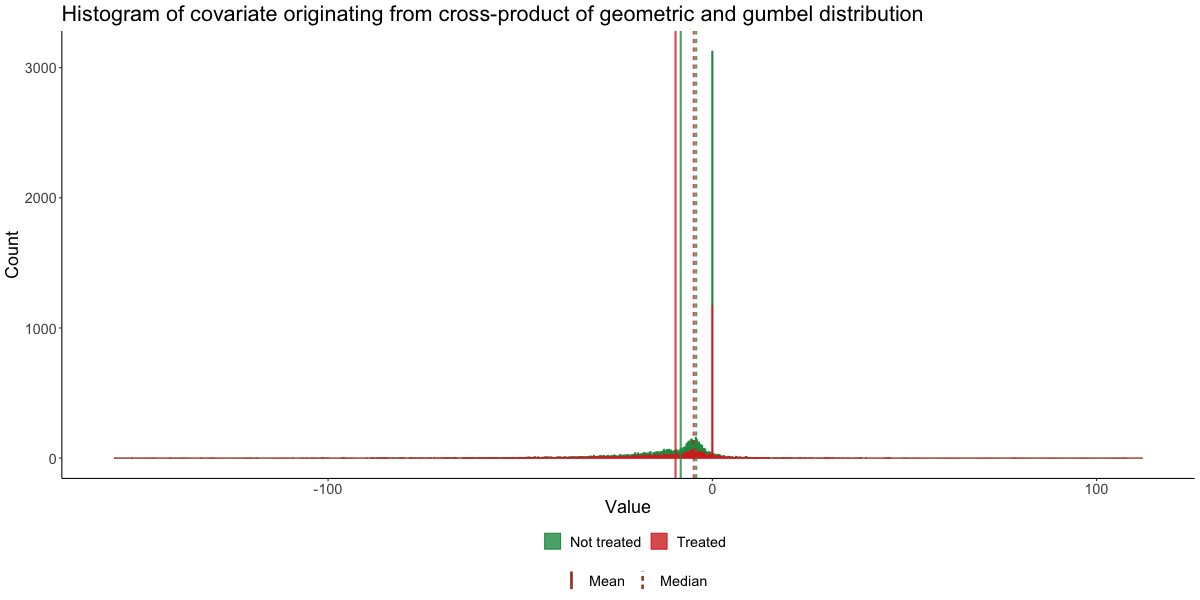 Histogram of covariate originating from cross-product of geometric and gumbel distribution
Count
3000
2000
1000
0
-100 0 100
Value
Not treated Treated
Mean Median